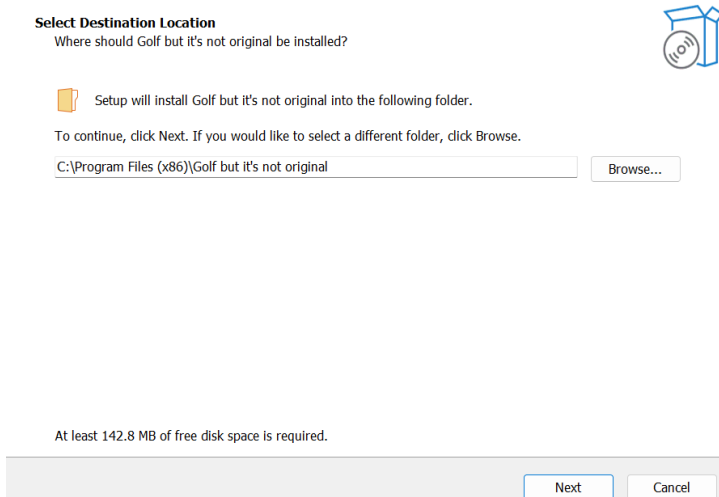 Select Destination Location
Where should Golf but it's not original be installed?
Setup will install Golf but it's not original into the following folder.
To continue, click Next. If you would like to select a different folder, click Browse.
C:\Program Files (x86)\Golf but it's not original
Browse...
At least 142.8 MB of free disk space is required.
Next
Cancel